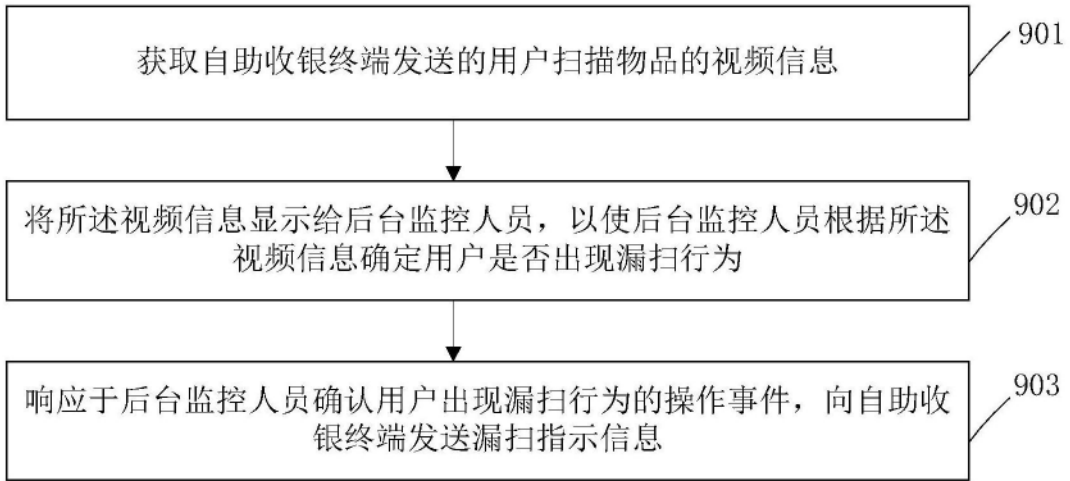 获取自助收银终端发送的用户扫描物品的视频信息
901
将所述视频信息显示给后台监控人员，以使后台监控人员根据所述
视频信息确定用户是否出现漏扫行为
902
响应于后台监控人员确认用户出现漏扫行为的操作事件，向自助收
银终端发送漏扫指示信息
903